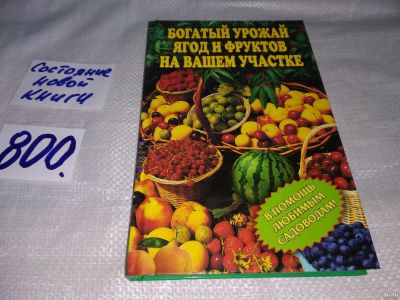 Состояние
новой
книги
800.
БОГАТЫЙ УРОЖАЙ
ЯГОД И ФРУКТОВ
НА ВАШЕМ УЧАСТКЕ
В ПОМОЩЬ
ЛЮБИМЫМ
САДОВОДАМ!